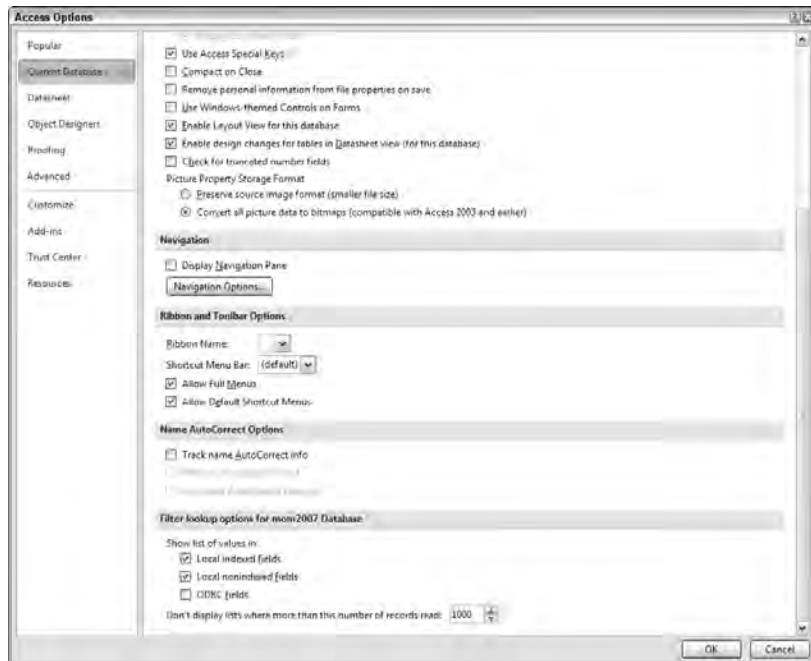 Access Options
Popular
Current Database
Datasheet
Object Designers
Proofing
Advanced
Customize
Add-ins
Trust Center
Resources
Use Access Special Keys
Compact on Close
Remove personal information from file properties on save
Use Windows-themed Controls on Forms
Enable Layout View for this database
Enable design changes for tables in Datasheet view (for this database)
Check for truncated number fields
Picture Property Storage Format
Preserve source image format (smaller file size)
Convert all picture data to bitmaps (compatible with Access 2003 and earlier)
Navigation
Display Navigation Pane
Navigation Options...
Ribbon and Toolbar Options
Ribbon Name:
Shortcut Menu Bar: (default)
Allow Full Menus
Allow Default Shortcut Menus
Name AutoCorrect Options
Track name AutoCorrect info
Filter lookup options for mom2007 Database
Show list of values in:
Local indexed fields
Local nonindexed fields
ODBC fields
Don't display lists where more than this number of records read: 1000
OK
Cancel